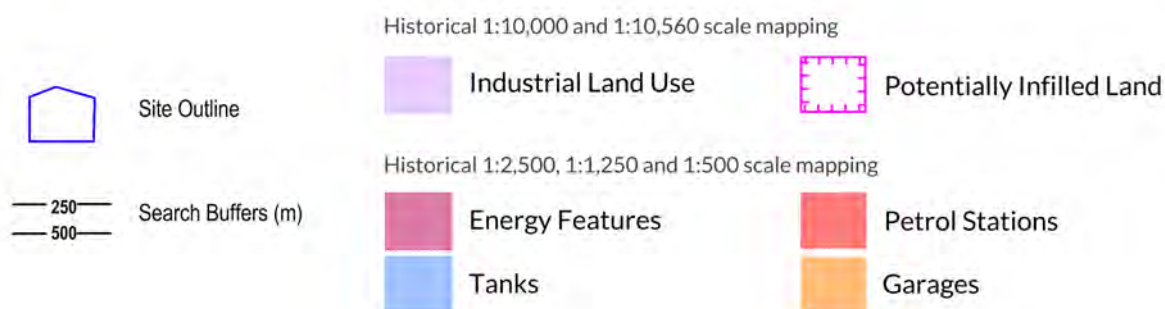 Historical 1:10,000 and 1:10,560 scale mapping
Industrial Land Use
Potentially Infilled Land
Site Outline
Historical 1:2,500, 1:1,250 and 1:500 scale mapping
250
500
Search Buffers (m)
Energy Features
Petrol Stations
Tanks
Garages